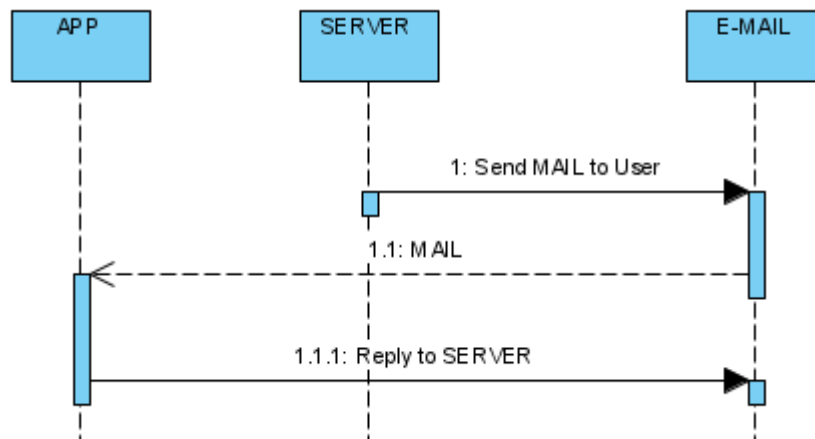 APP
SERVER
E-MAIL
1: Send MAIL to User
1.1: MAIL
1.1.1: Reply to SERVER